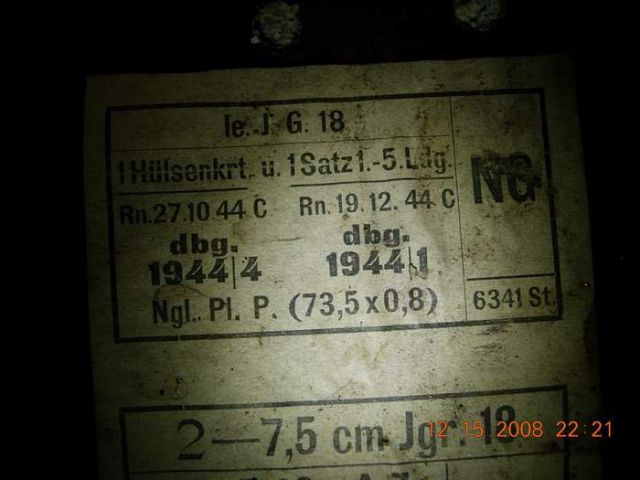 le. J. G. 18
1 Hülsenkrt. u. 1 Satz 1.-5. Ldg.
NG
Rn. 27.10 44 C Rn. 19.12. 44 C
dbg. dbg.
1944/4 1944/1
Ngl. Pl. P. (73,5 x 0,8)
6341 St.
2—7,5 cm Jgr. 18
12 15 2008 22:21